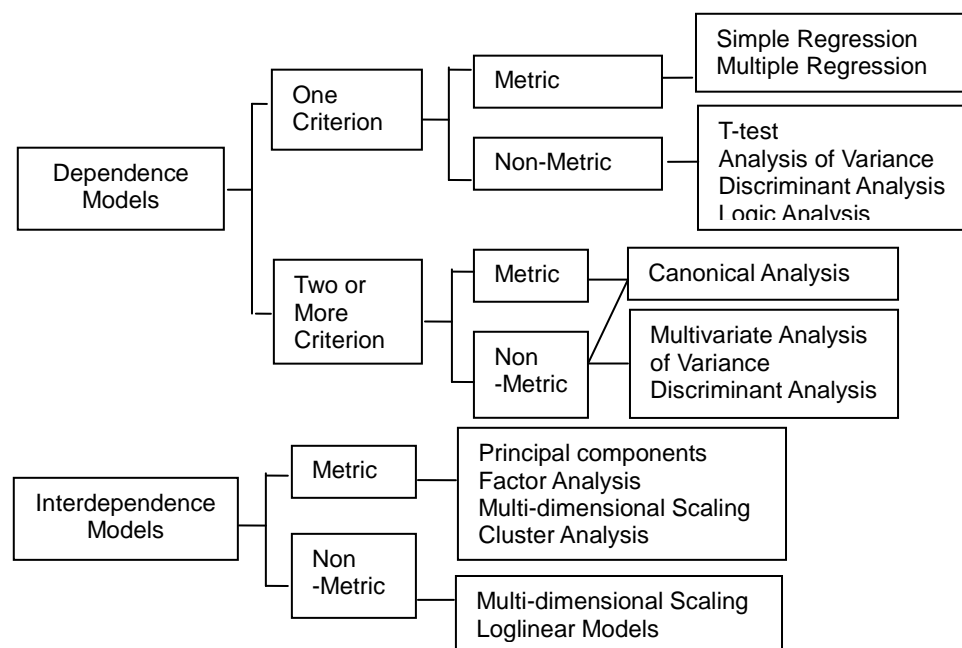 Dependence
Models
One
Criterion
Metric
Simple Regression
Multiple Regression
Non-Metric
T-test
Analysis of Variance
Discriminant Analysis
Logic Analysis
Two or
More
Criterion
Metric
Canonical Analysis
Non
-Metric
Multivariate Analysis
of Variance
Discriminant Analysis
Interdependence
Models
Metric
Principal components
Factor Analysis
Multi-dimensional Scaling
Cluster Analysis
Non
-Metric
Multi-dimensional Scaling
Loglinear Models